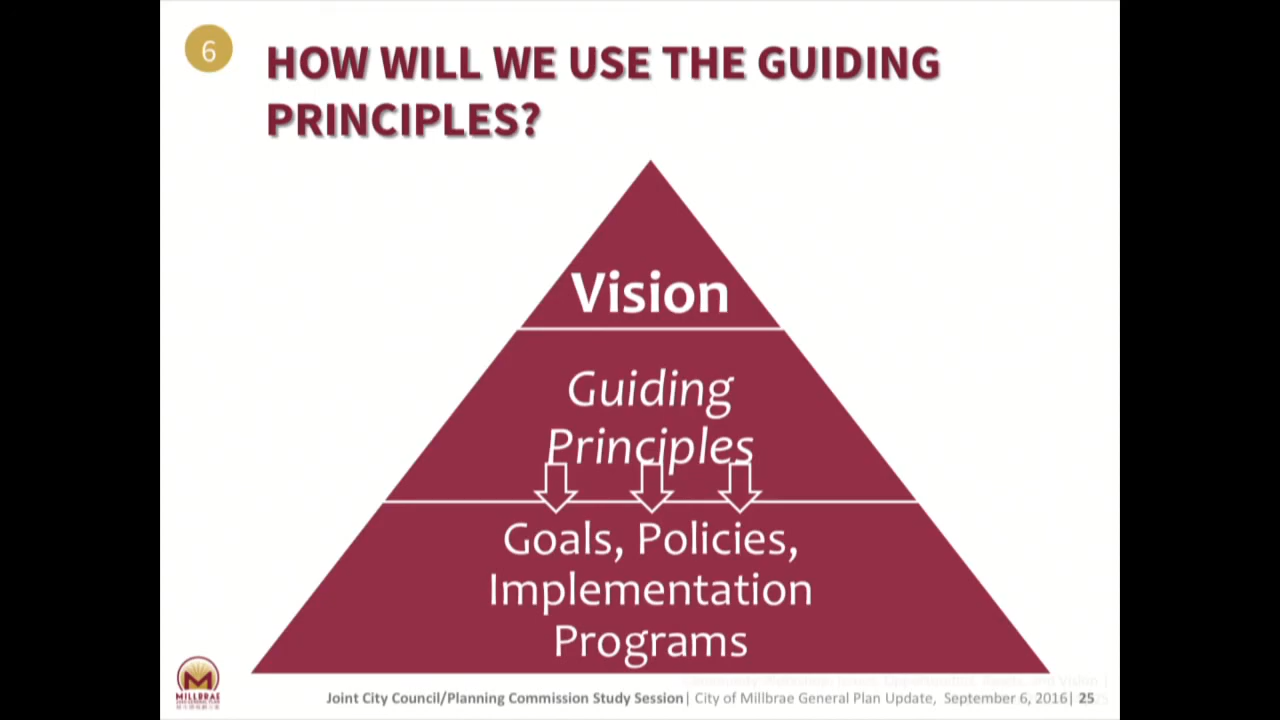 6
HOW WILL WE USE THE GUIDING
PRINCIPLES?
Vision
Guiding
Principles
Goals, Policies,
Implementation
Programs
MILLBRAE
Joint City Council/Planning Commission Study Session| City of Millbrae General Plan Update, September 6, 2016| 25